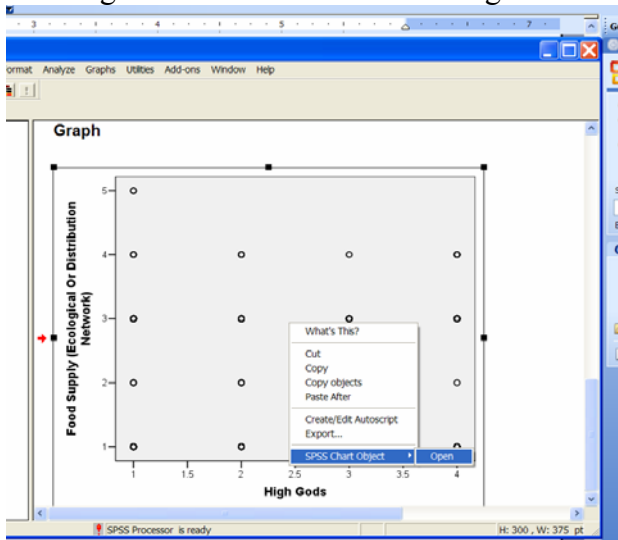 3 4 5 7
ormat Analyze Graphs Utilities Add-ons Window Help
Graph
Food Supply (Ecological Or Distribution Network)
5
4
3
2
1
What's This?
Cut
Copy
Copy objects
Paste After
Create/Edit Autoscript
Export...
SPSS Chart Object Open
1 1.5 2 2.5 3 3.5 4
High Gods
SPSS Processor is ready H: 300 , W: 375 pt